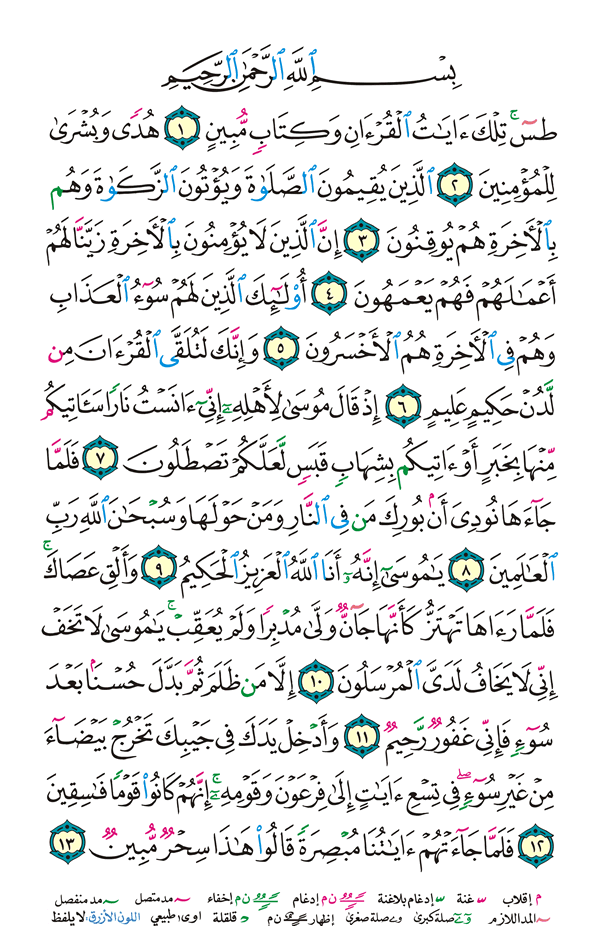 بِسْمِ ٱللَّهِ ٱلرَّحْمَٰنِ ٱلرَّحِيمِ
طسٓۚ تِلْكَ ءَايَٰتُ ٱلْقُرْءَانِ وَكِتَابٍ مُّبِينٍ ١ هُدًى وَبُشْرَىٰ
لِلْمُؤْمِنِينَ ٢ ٱلَّذِينَ يُقِيمُونَ ٱلصَّلَوٰةَ وَيُؤْتُونَ ٱلزَّكَوٰةَ وَهُم
بِٱلْأَخِرَةِ هُمْ يُوقِنُونَ ٣ إِنَّ ٱلَّذِينَ لَا يُؤْمِنُونَ بِٱلْأَخِرَةِ زَيَّنَّا لَهُمْ
أَعْمَٰلَهُمْ فَهُمْ يَعْمَهُونَ ٤ أُوْلَٰٓئِكَ ٱلَّذِينَ لَهُمْ سُوٓءُ ٱلْعَذَابِ
وَهُمْ فِى ٱلْأَخِرَةِ هُمُ ٱلْأَخْسَرُونَ ٥ وَإِنَّكَ لَتُلَقَّى ٱلْقُرْءَانَ مِن
لَّدُنْ حَكِيمٍ عَلِيمٍ ٦ إِذْ قَالَ مُوسَىٰ لِأَهْلِهِۦٓ إِنِّىٓ ءَانَسْتُ نَارًا سَـَٔاتِيكُم
مِّنْهَا بِخَبَرٍ أَوْ ءَاتِيكُم بِشِهَابٍ قَبَسٍ لَّعَلَّكُمْ تَصْطَلُونَ ٧ فَلَمَّا
جَآءَهَا نُودِىَ أَنۢ بُورِكَ مَن فِى ٱلنَّارِ وَمَنْ حَوْلَهَا وَسُبْحَٰنَ ٱللَّهِ رَبِّ
ٱلْعَٰلَمِينَ ٨ يَٰمُوسَىٰٓ إِنَّهُۥٓ أَنَا ٱللَّهُ ٱلْعَزِيزُ ٱلْحَكِيمُ ٩ وَأَلْقِ عَصَاكَۚ
فَلَمَّا رَءَاهَا تَهْتَزُّ كَأَنَّهَا جَآنٌّ وَلَّىٰ مُدْبِرًا وَلَمْ يُعَقِّبْۚ يَٰمُوسَىٰ لَا تَخَفْ
إِنِّى لَا يَخَافُ لَدَىَّ ٱلْمُرْسَلُونَ ١٠ إِلَّا مَن ظَلَمَ ثُمَّ بَدَّلَ حُسْنًۢا بَعْدَ
سُوٓءٍ فَإِنِّى غَفُورٌ رَّحِيمٌ ١١ وَأَدْخِلْ يَدَكَ فِى جَيْبِكَ تَخْرُجْ بَيْضَآءَ
مِنْ غَيْرِ سُوٓءٍۖ فِى تِسْعِ ءَايَٰتٍ إِلَىٰ فِرْعَوْنَ وَقَوْمِهِۦٓۚ إِنَّهُمْ كَانُوا۟ قَوْمًا فَٰسِقِينَ
١٢ فَلَمَّا جَآءَتْهُمْ ءَايَٰتُنَا مُبْصِرَةً قَالُوا۟ هَٰذَا سِحْرٌ مُّبِينٌ ١٣
م إقلاب س غنة س إدغام بلاغنة ن م إدغام ن م إخفاء ~ مد متصل ~ مد منفصل
~ المد اللازم صلة كبرى صلة صغرى إظهار ن م د قلقلة اوى: طبيعي اللون الأزرق: لا يلفظ